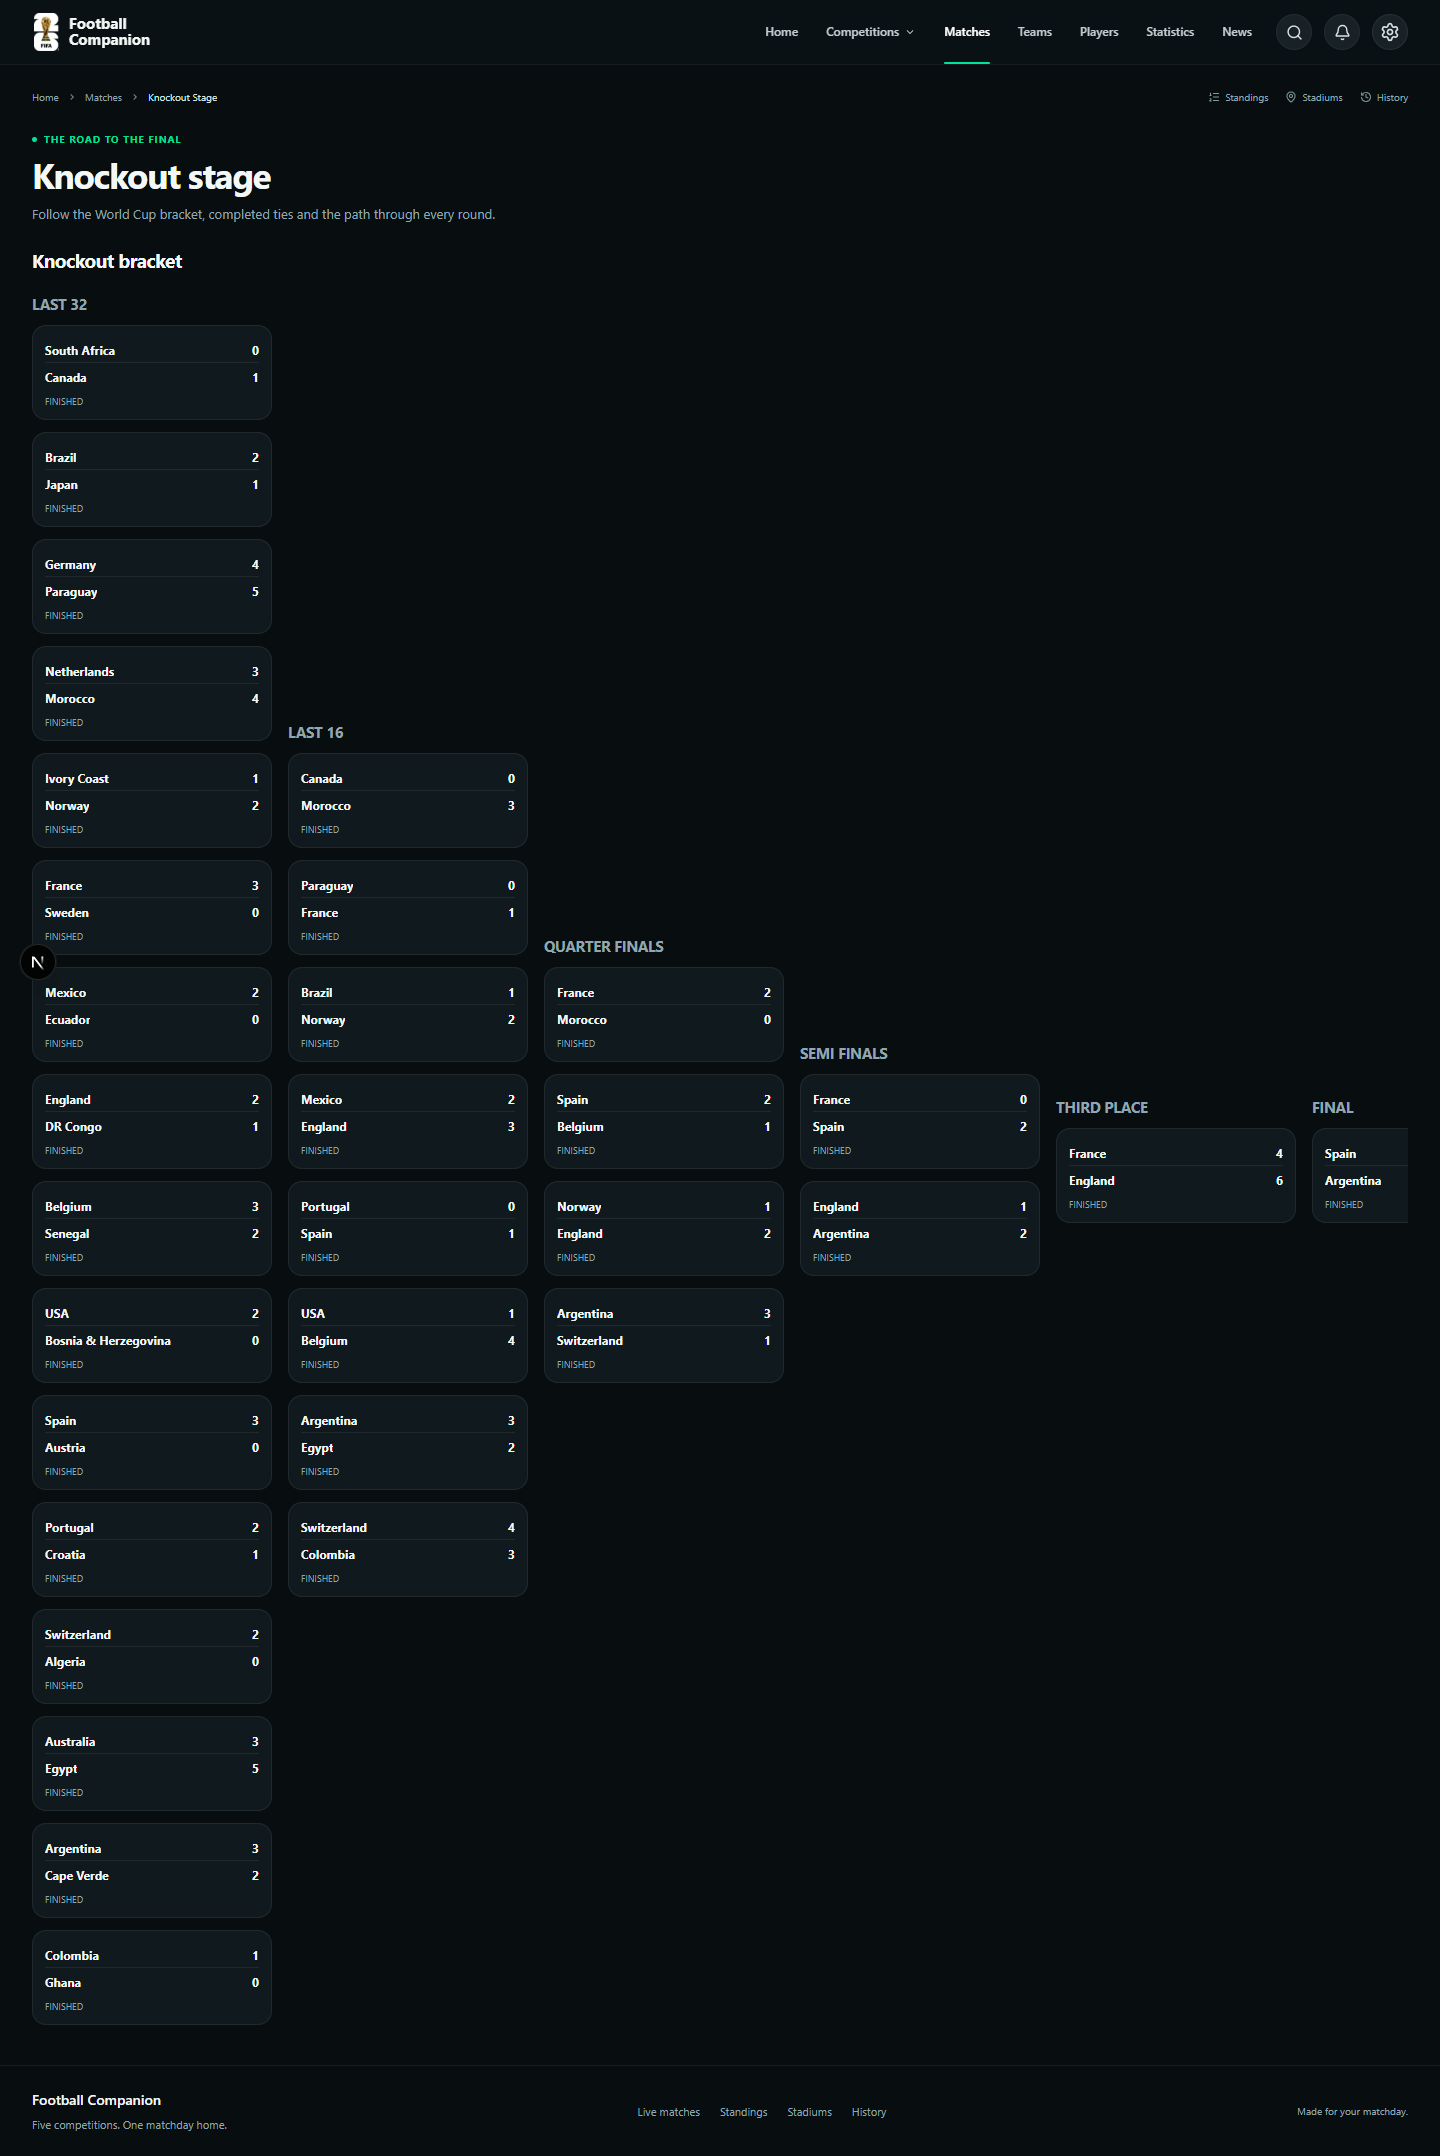 Football
Companion
FIFA
Home
Competitions
Matches
Teams
Players
Statistics
News
Home > Matches > Knockout Stage
Standings
Stadiums
History
THE ROAD TO THE FINAL
Knockout stage
Follow the World Cup bracket, completed ties and the path through every round.
Knockout bracket
LAST 32
South Africa 0
Canada 1
FINISHED
Brazil 2
Japan 1
FINISHED
Germany 4
Paraguay 5
FINISHED
Netherlands 3
Morocco 4
FINISHED
Ivory Coast 1
Norway 2
FINISHED
France 3
Sweden 0
FINISHED
N
Mexico 2
Ecuador 0
FINISHED
England 2
DR Congo 1
FINISHED
Belgium 3
Senegal 2
FINISHED
USA 2
Bosnia & Herzegovina 0
FINISHED
Spain 3
Austria 0
FINISHED
Portugal 2
Croatia 1
FINISHED
Switzerland 2
Algeria 0
FINISHED
Australia 3
Egypt 5
FINISHED
Argentina 3
Cape Verde 2
FINISHED
Colombia 1
Ghana 0
FINISHED
LAST 16
Canada 0
Morocco 3
FINISHED
Paraguay 0
France 1
FINISHED
Brazil 1
Norway 2
FINISHED
Mexico 2
England 3
FINISHED
Portugal 0
Spain 1
FINISHED
USA 1
Belgium 4
FINISHED
Argentina 3
Egypt 2
FINISHED
Switzerland 4
Colombia 3
FINISHED
QUARTER FINALS
France 2
Morocco 0
FINISHED
Spain 2
Belgium 1
FINISHED
Norway 1
England 2
FINISHED
Argentina 3
Switzerland 1
FINISHED
SEMI FINALS
France 0
Spain 2
FINISHED
England 1
Argentina 2
FINISHED
THIRD PLACE
France 4
England 6
FINISHED
FINAL
Spain
Argentina
FINISHED
Football Companion
Five competitions. One matchday home.
Live matches
Standings
Stadiums
History
Made for your matchday.